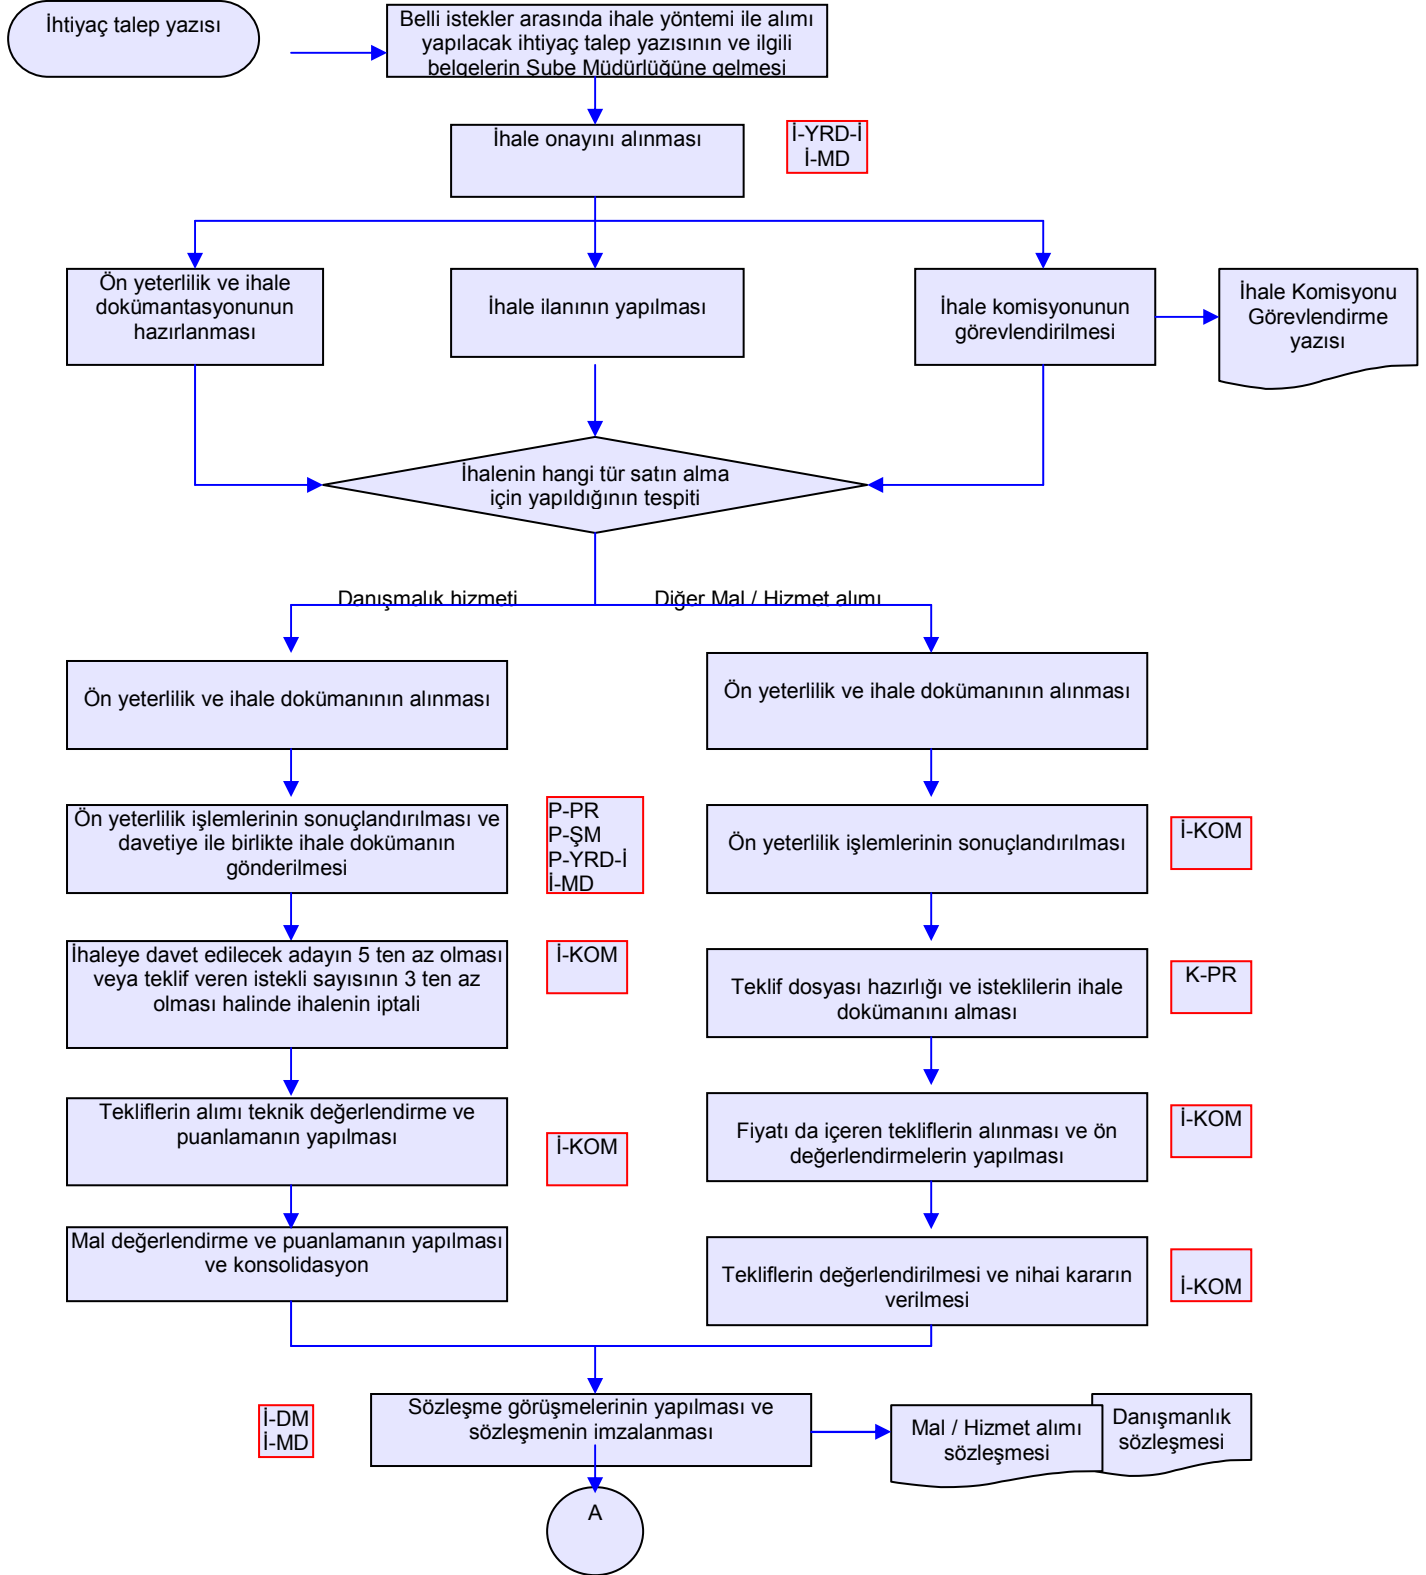 İhtiyaç talep yazısı
Belli istekler arasında ihale yöntemi ile alımı
yapılacak ihtiyaç talep yazısının ve ilgili
belgelerin Şube Müdürlüğüne gelmesi
İhale onayını alınması
İ-YRD-İ
İ-MD
Ön yeterlilik ve ihale
dokümantasyonunun
hazırlanması
İhale ilanının yapılması
İhale komisyonunun
görevlendirilmesi
İhale Komisyonu
Görevlendirme
yazısı
İhalenin hangi tür satın alma
için yapıldığının tespiti
Danışmalık hizmeti
Diğer Mal / Hizmet alımı
Ön yeterlilik ve ihale dokümanının alınması
Ön yeterlilik ve ihale dokümanının alınması
Ön yeterlilik işlemlerinin sonuçlandırılması ve
davetiye ile birlikte ihale dokümanın
gönderilmesi
P-PR
P-ŞM
P-YRD-İ
İ-MD
Ön yeterlilik işlemlerinin sonuçlandırılması
İ-KOM
İhaleye davet edilecek adayın 5 ten az olması
veya teklif veren istekli sayısının 3 ten az
olması halinde ihalenin iptali
İ-KOM
Teklif dosyası hazırlığı ve isteklilerin ihale
dokümanını alması
K-PR
Tekliflerin alımı teknik değerlendirme ve
puanlamanın yapılması
İ-KOM
Fiyatı da içeren tekliflerin alınması ve ön
değerlendirmelerin yapılması
İ-KOM
Mal değerlendirme ve puanlamanın yapılması
ve konsolidasyon
Tekliflerin değerlendirilmesi ve nihai kararın
verilmesi
İ-KOM
İ-DM
İ-MD
Sözleşme görüşmelerinin yapılması ve
sözleşmenin imzalanması
Mal / Hizmet alımı
sözleşmesi
Danışmanlık
sözleşmesi
A